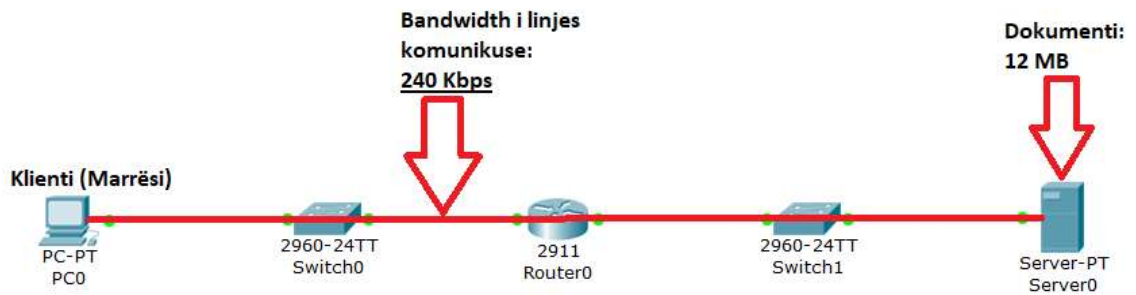 Bandwidth i linjes
komunikuse:
240 Kbps
Dokumenti:
12 MB
Klienti (Marrësi)
PC-PT
PC0
2960-24TT
Switch0
2911
Router0
2960-24TT
Switch1
Server-PT
Server0